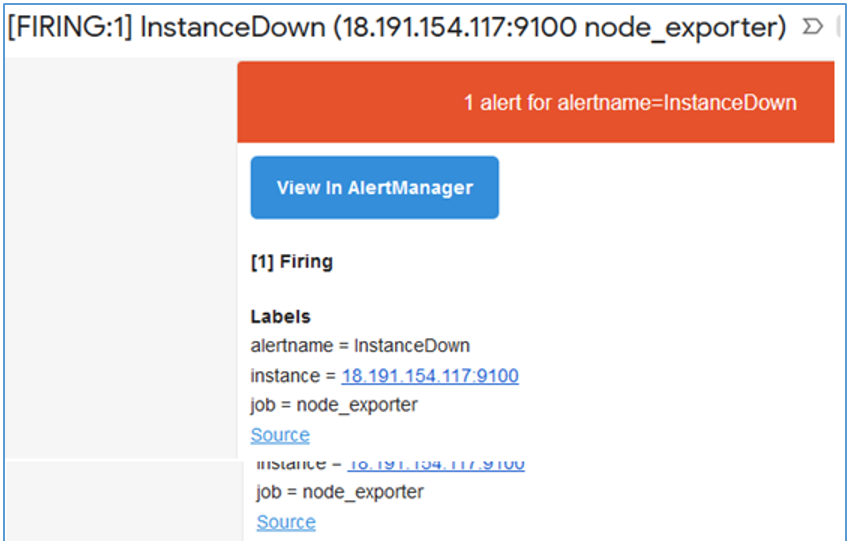 [FIRING:1] InstanceDown (18.191.154.117:9100 node_exporter)
1 alert for alertname=InstanceDown
View In AlertManager
[1] Firing
Labels
alertname = InstanceDown
instance = 18.191.154.117:9100
job = node_exporter
Source
instance = 18.191.154.117:9100
job = node_exporter
Source